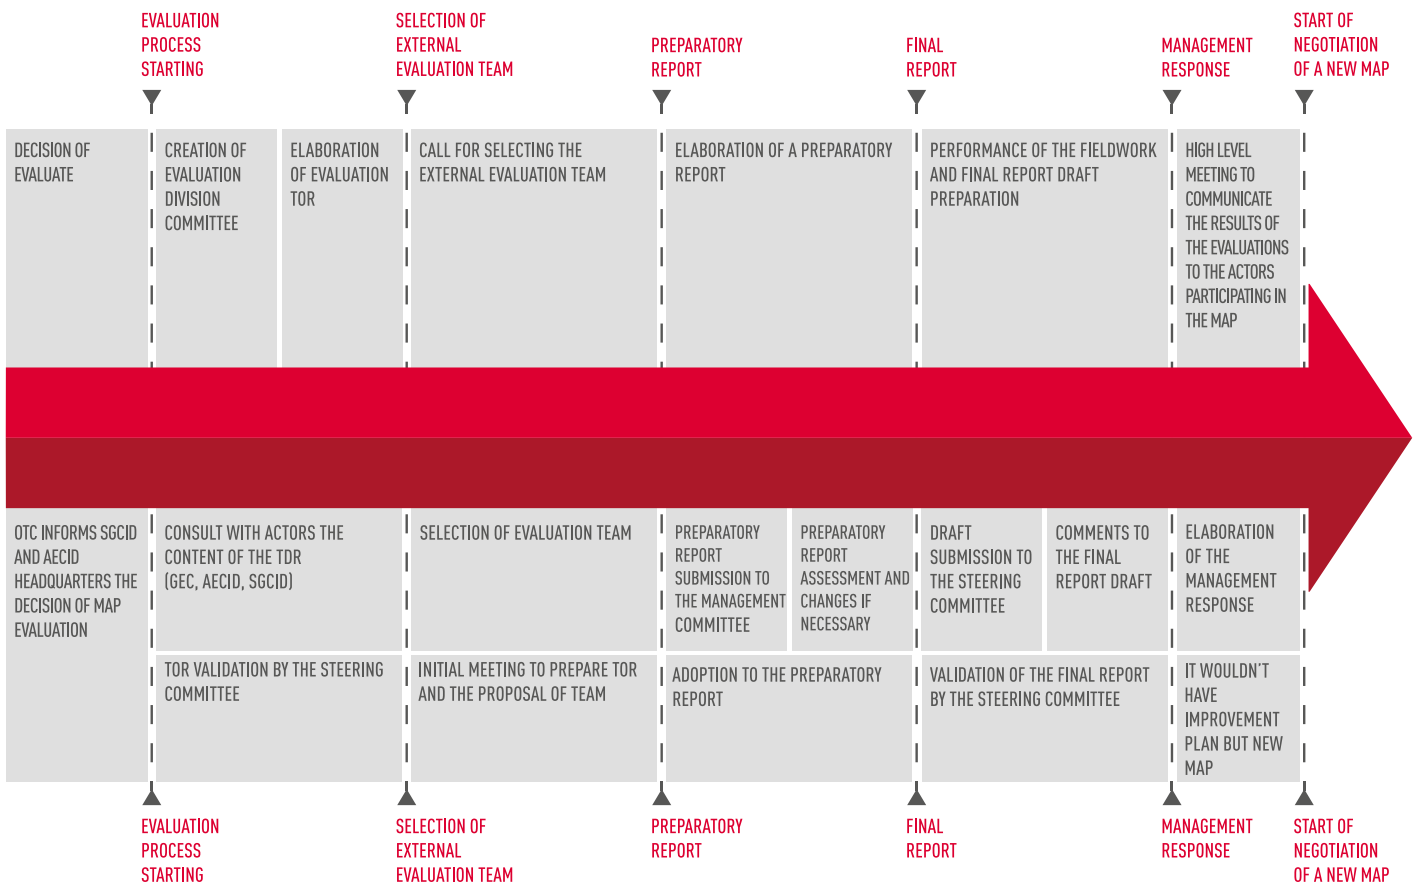 EVALUATION
PROCESS
STARTING
SELECTION OF
EXTERNAL
EVALUATION TEAM
PREPARATORY
REPORT
FINAL
REPORT
MANAGEMENT
RESPONSE
START OF
NEGOTIATION
OF A NEW MAP
DECISION OF
EVALUATE
CREATION OF
EVALUATION
DIVISION
COMMITTEE
ELABORATION
OF EVALUATION
TOR
CALL FOR SELECTING THE
EXTERNAL EVALUATION TEAM
ELABORATION OF A PREPARATORY
REPORT
PERFORMANCE OF THE FIELDWORK
AND FINAL REPORT DRAFT
PREPARATION
HIGH LEVEL
MEETING TO
COMMUNICATE
THE RESULTS OF
THE EVALUATIONS
TO THE ACTORS
PARTICIPATING IN
THE MAP
OTC INFORMS SGCID
AND AECID
HEADQUARTERS THE
DECISION OF MAP
EVALUATION
CONSULT WITH ACTORS THE
CONTENT OF THE TDR
(GEC, AECID, SGCID)
SELECTION OF EVALUATION TEAM
PREPARATORY
REPORT
SUBMISSION TO
THE MANAGEMENT
COMMITTEE
PREPARATORY
REPORT
ASSESSMENT AND
CHANGES IF
NECESSARY
DRAFT
SUBMISSION TO
THE STEERING
COMMITTEE
COMMENTS TO
THE FINAL
REPORT DRAFT
ELABORATION
OF THE
MANAGEMENT
RESPONSE
TOR VALIDATION BY THE STEERING
COMMITTEE
INITIAL MEETING TO PREPARE TOR
AND THE PROPOSAL OF TEAM
ADOPTION TO THE PREPARATORY
REPORT
VALIDATION OF THE FINAL REPORT
BY THE STEERING COMMITTEE
IT WOULDN'T
HAVE
IMPROVEMENT
PLAN BUT NEW
MAP
EVALUATION
PROCESS
STARTING
SELECTION OF
EXTERNAL
EVALUATION TEAM
PREPARATORY
REPORT
FINAL
REPORT
MANAGEMENT
RESPONSE
START OF
NEGOTIATION
OF A NEW MAP